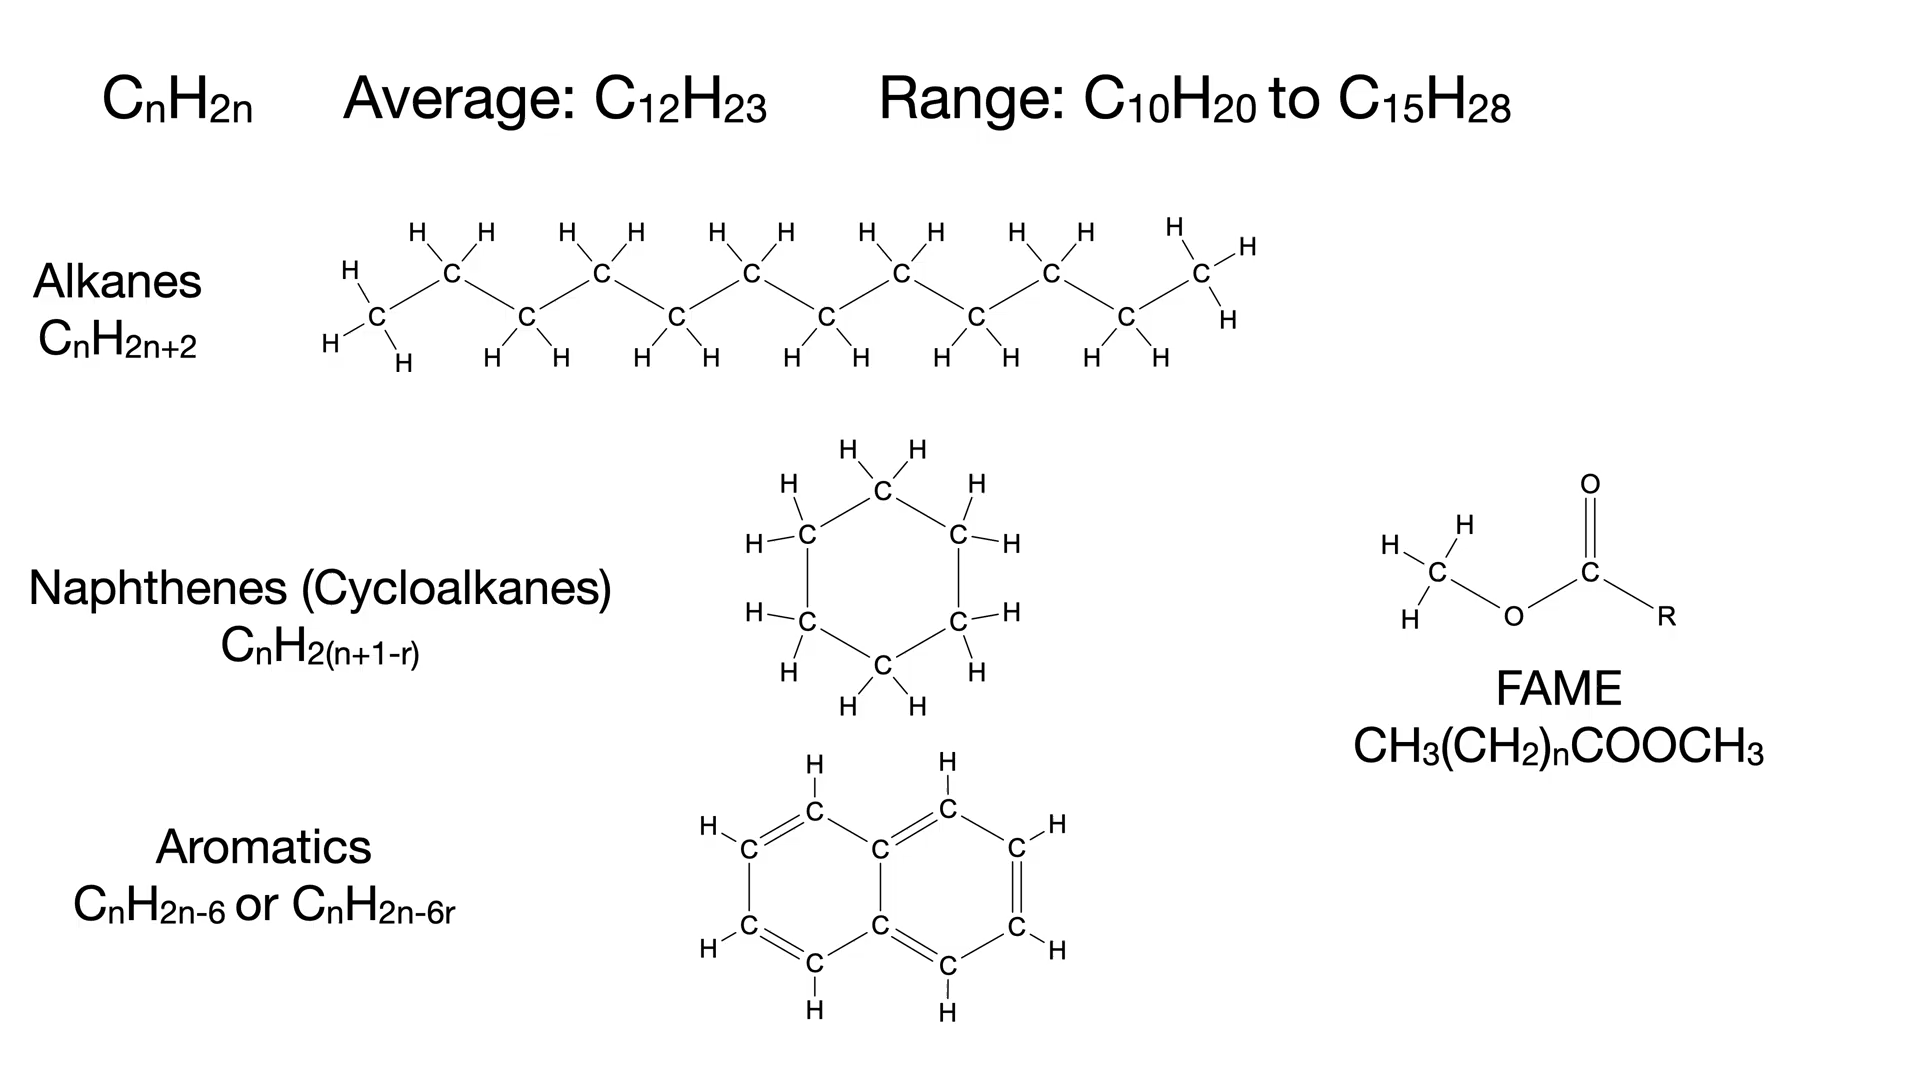 CnH2n Average: C12H23 Range: C10H20 to C15H28
Alkanes
CnH2n+2
H H H H H H H H H H H H
H C C C C C C H
C C C C C C H
H H H H H H H H H H H H
Naphthenes (Cycloalkanes)
CnH2(n+1-r)
H H
H C H
H C C H
H C C H
H C H
H H
O
H H
C C
H O R
FAME
CH3(CH2)nCOOCH3
Aromatics
CnH2n-6 or CnH2n-6r
H H
H C C H
C C C
C C C
H C C H
H H